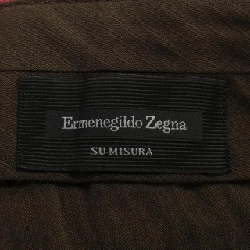 Ermenegildo Zegna
SU MISURA